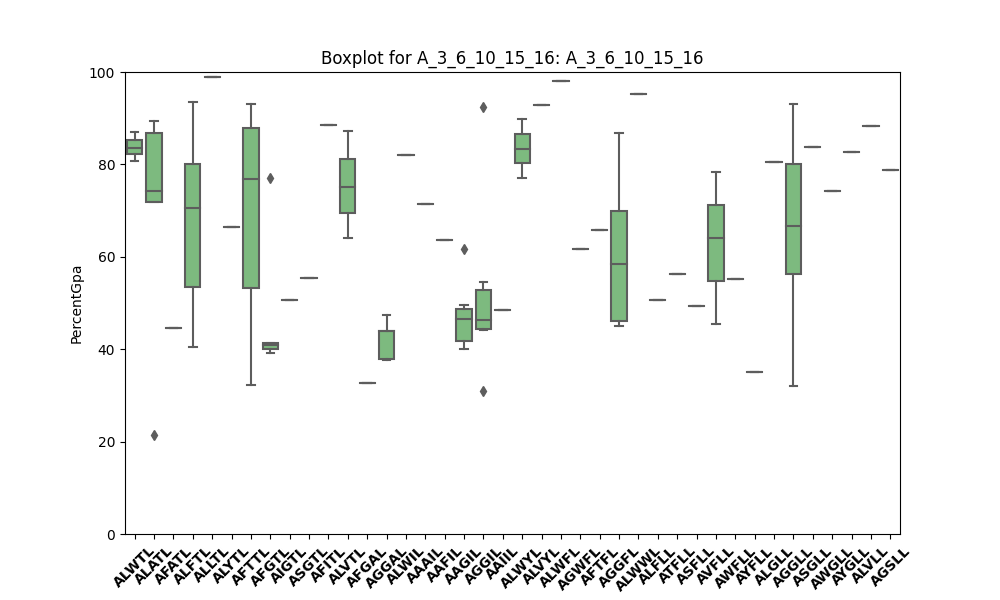 Boxplot for A_3_6_10_15_16: A_3_6_10_15_16
PercentGpa
100
80
60
40
20
0
ALWTL
ALATL
AFATL
ALFTL
ALLTL
ALYTL
AFTTL
AFGTL
AIGTL
ASGTL
AFITL
ALVTL
AFGAL
AGGAL
ALWIL
AAAIL
AAFIL
AAGIL
AGGIL
AAIIL
ALWYL
ALVYL
ALWFL
AGWFL
AFTFL
AGGFL
ALWWL
ALFLL
ATFLL
ASFLL
AVFLL
AWFLL
AYFLL
ALGLL
AGGLL
ASGLL
AWGLL
AYGLL
ALVLL
AGSLL